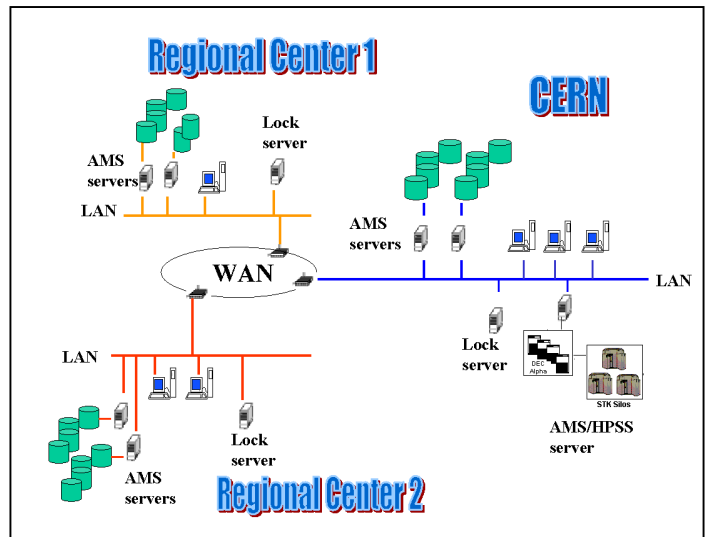 Regional Center 1
CERN
Lock
server
AMS
servers
LAN
AMS
servers
WAN
LAN
Lock
server
DEC
Alpha
STK Silos
AMS/HPSS
server
LAN
Lock
server
AMS
servers
Regional Center 2